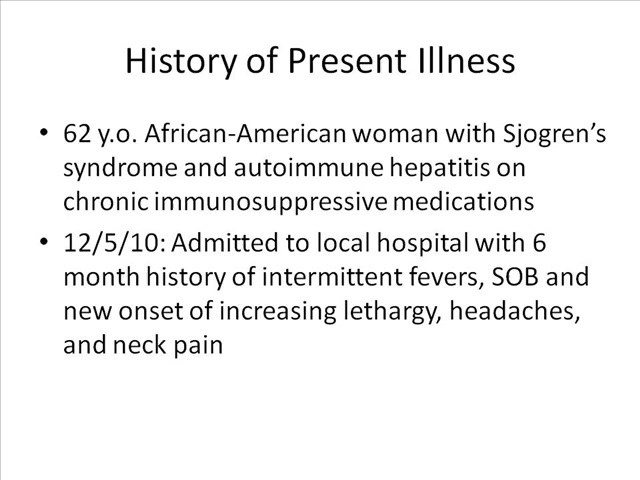 History of Present Illness
• 62 y.o. African-American woman with Sjogren’s
syndrome and autoimmune hepatitis on
chronic immunosuppressive medications
• 12/5/10: Admitted to local hospital with 6
month history of intermittent fevers, SOB and
new onset of increasing lethargy, headaches,
and neck pain